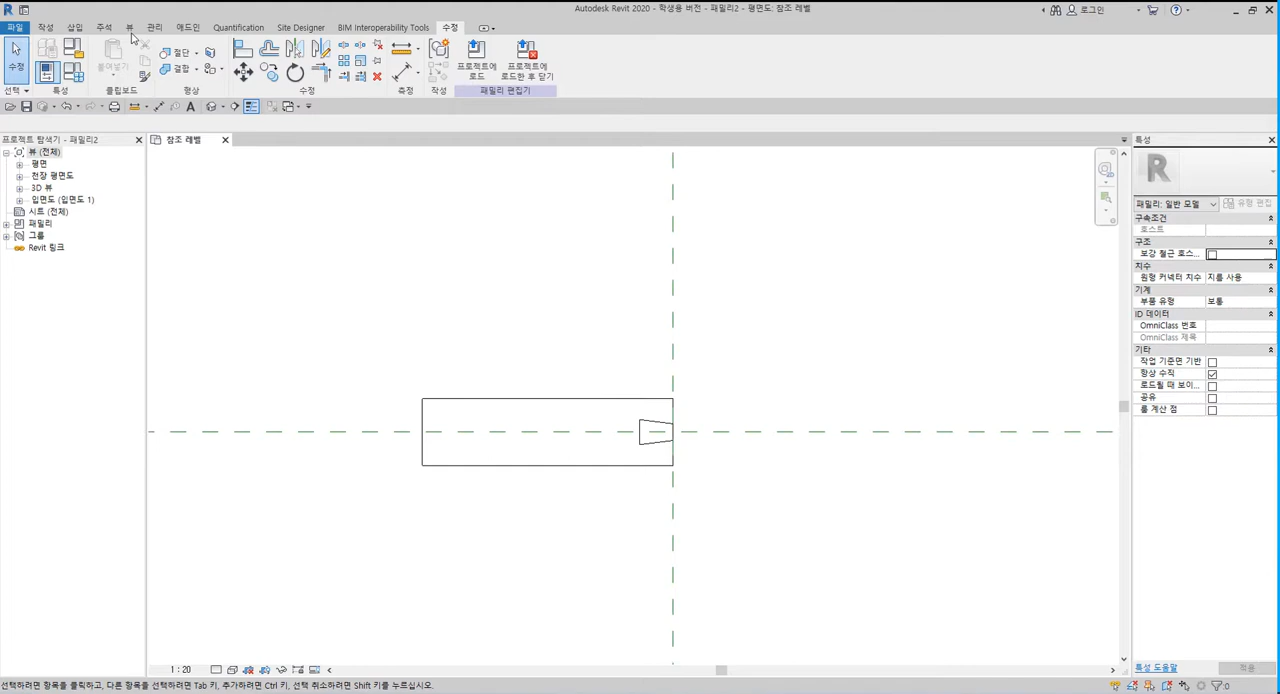 Autodesk Revit 2020 - 학생용 버전 - 패밀리2 - 평면도: 참조 레벨
로그인
파일 작성 삽입 주석 뷰 관리 애드인 Quantification Site Designer BIM Interoperability Tools 수정
수정
붙여넣기
절단
결합
프로젝트에
로드
프로젝트에
로드한 후 닫기
선택 특성 클립보드 형상 수정 측정 작성 패밀리 편집기
프로젝트 탐색기 - 패밀리2
뷰 (전체)
평면
천장 평면도
3D 뷰
입면도 (입면도 1)
시트 (전체)
패밀리
그룹
Revit 링크
참조 레벨
특성
패밀리: 일반 모델
유형 편집
구속조건
호스트
구조
보강 철근 호스...
치수
원형 커넥터 치수 지름 사용
기계
부품 유형 보통
ID 데이터
OmniClass 번호
OmniClass 제목
기타
작업 기준면 기반
항상 수직
로드될 때 보이...
공유
룸 계산 점
특성 도움말
적용
1 : 20
선택하려면 항목을 클릭하고, 다른 항목을 선택하려면 Tab 키, 추가하려면 Ctrl 키, 선택 취소하려면 Shift 키를 누르십시오.
:0